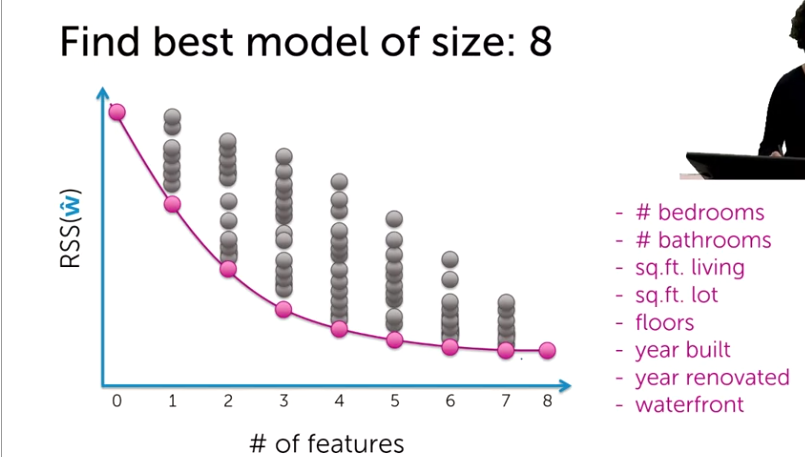 Find best model of size: 8
RSS(ŵ)
0 1 2 3 4 5 6 7 8
# of features
- # bedrooms
- # bathrooms
- sq.ft. living
- sq.ft. lot
- floors
- year built
- year renovated
- waterfront